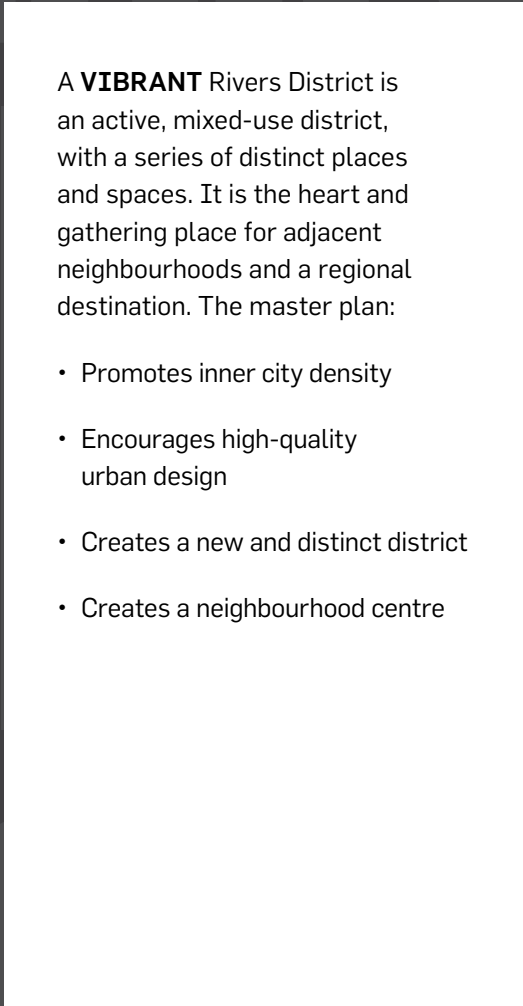 A VIBRANT Rivers District is
an active, mixed-use district,
with a series of distinct places
and spaces. It is the heart and
gathering place for adjacent
neighbourhoods and a regional
destination. The master plan:
• Promotes inner city density
• Encourages high-quality
urban design
• Creates a new and distinct district
• Creates a neighbourhood centre